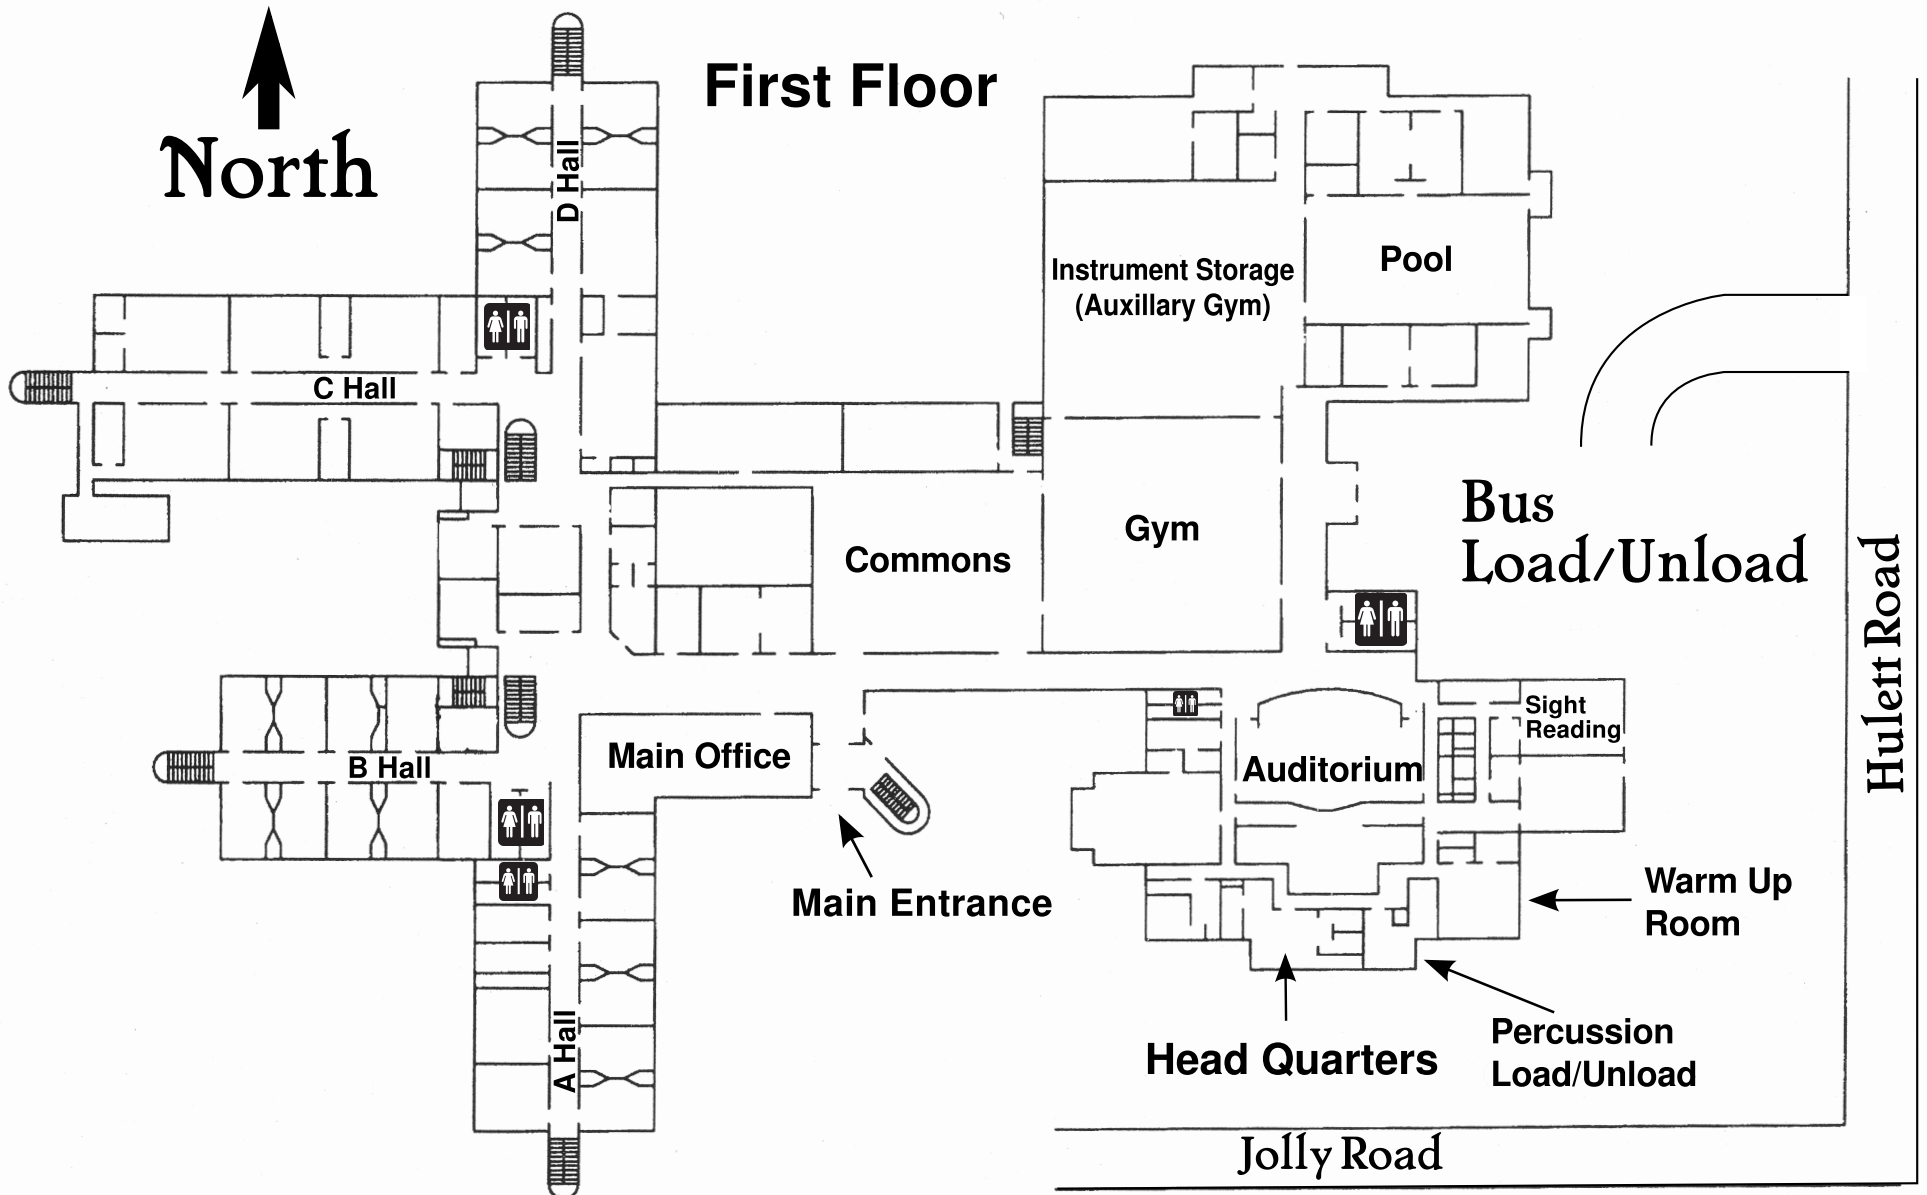 First Floor
North
D Hall
Instrument Storage
(Auxillary Gym)
Pool
C Hall
Bus
Load/Unload
Gym
Commons
Hulett Road
Sight
Reading
Main Office
Auditorium
B Hall
Main Entrance
Warm Up
Room
A Hall
Head Quarters
Percussion
Load/Unload
Jolly Road